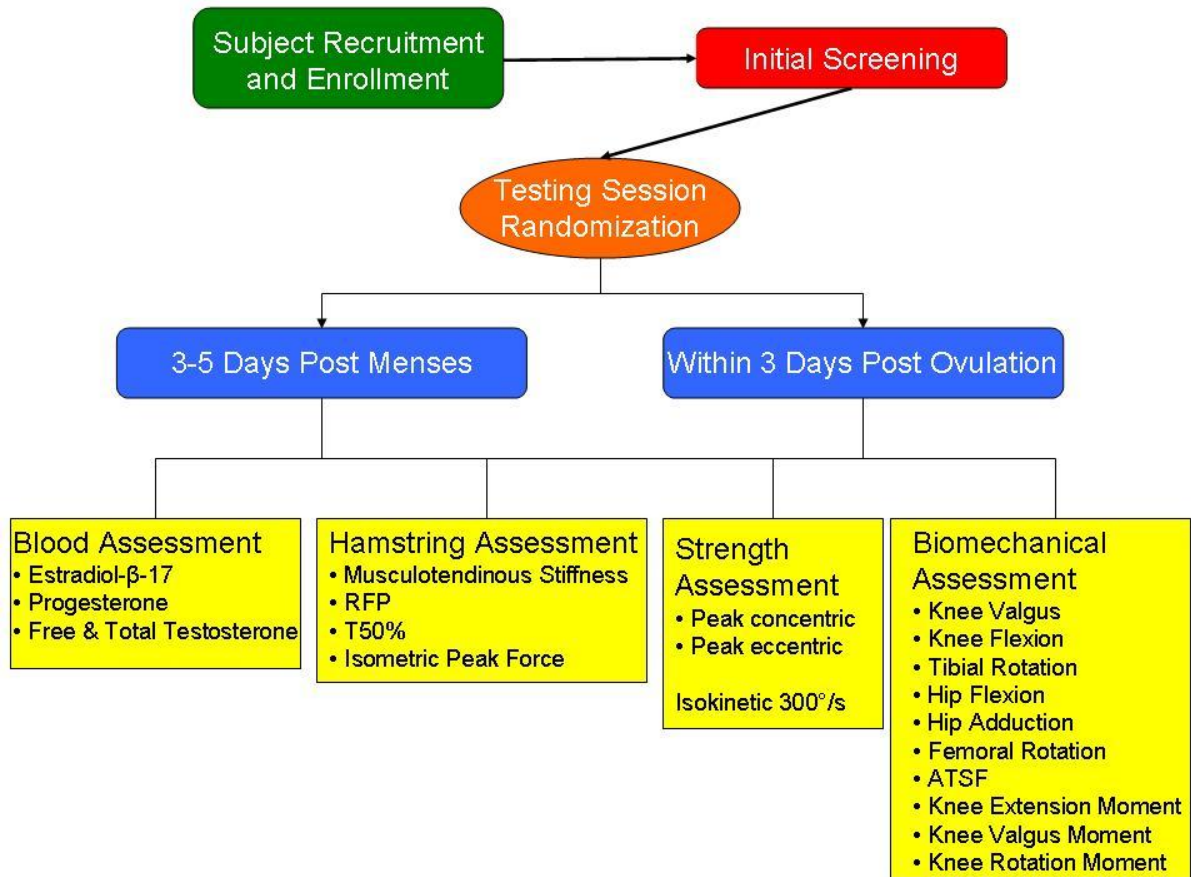 Subject Recruitment
and Enrollment
Initial Screening
Testing Session
Randomization
3-5 Days Post Menses
Within 3 Days Post Ovulation
Blood Assessment
• Estradiol-β-17
• Progesterone
• Free & Total Testosterone
Hamstring Assessment
• Musculotendinous Stiffness
• RFP
• T50%
• Isometric Peak Force
Strength
Assessment
• Peak concentric
• Peak eccentric
Isokinetic 300°/s
Biomechanical
Assessment
• Knee Valgus
• Knee Flexion
• Tibial Rotation
• Hip Flexion
• Hip Adduction
• Femoral Rotation
• ATSF
• Knee Extension Moment
• Knee Valgus Moment
• Knee Rotation Moment